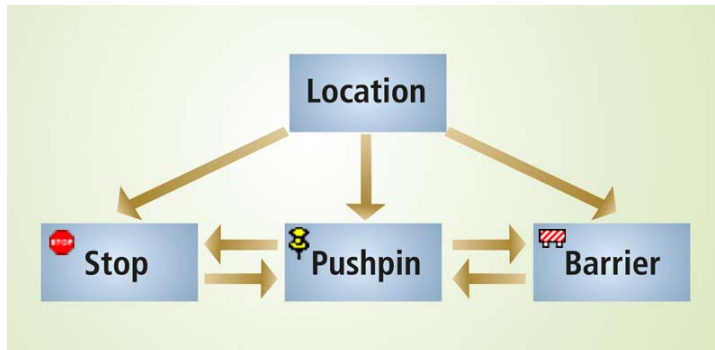 Location
STOP
Stop
Pushpin
Barrier